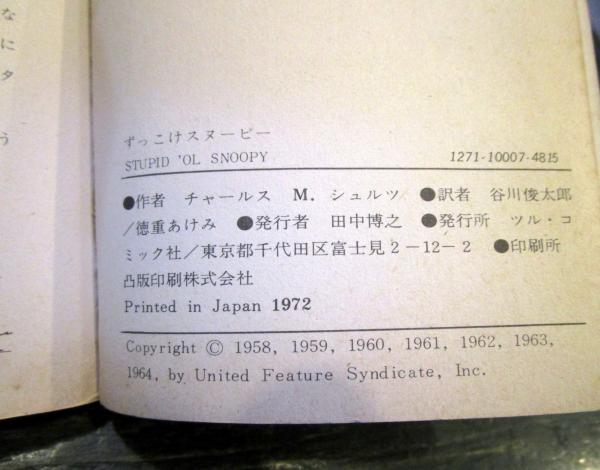 な
に
タ
う
ずっこけスヌーピー
STUPID 'OL SNOOPY 1271-10007-4815
●作者 チャールス M. シュルツ ●訳者 谷川俊太郎
/徳重あけみ ●発行者 田中博之 ●発行所 ツル・コ
ミック社/東京都千代田区富士見2-12-2 ●印刷所
凸版印刷株式会社
Printed in Japan 1972
Copyright © 1958, 1959, 1960, 1961, 1962, 1963,
1964, by United Feature Syndicate, Inc.